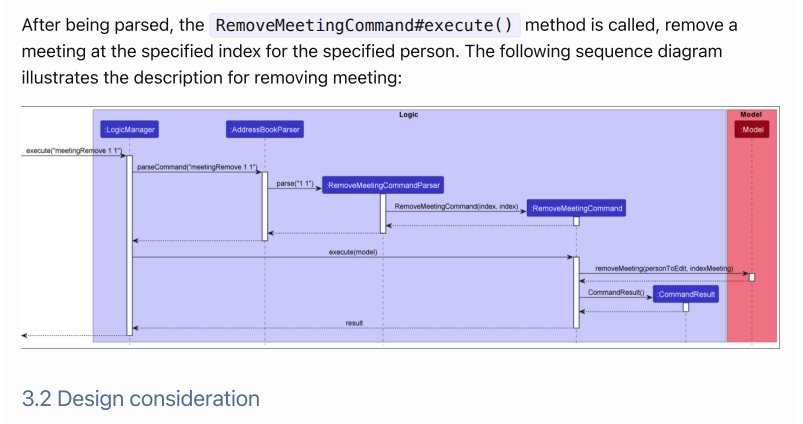 After being parsed, the RemoveMeetingCommand#execute() method is called, remove a
meeting at the specified index for the specified person. The following sequence diagram
illustrates the description for removing meeting:
Logic
Model
:LogicManager
:AddressBookParser
:Model
execute("meetingRemove 1 1")
parseCommand("meetingRemove 1 1")
parse("1 1")
:RemoveMeetingCommandParser
RemoveMeetingCommand(index, index)
:RemoveMeetingCommand
execute(model)
removeMeeting(personToEdit, indexMeeting)
CommandResult()
:CommandResult
result
3.2 Design consideration